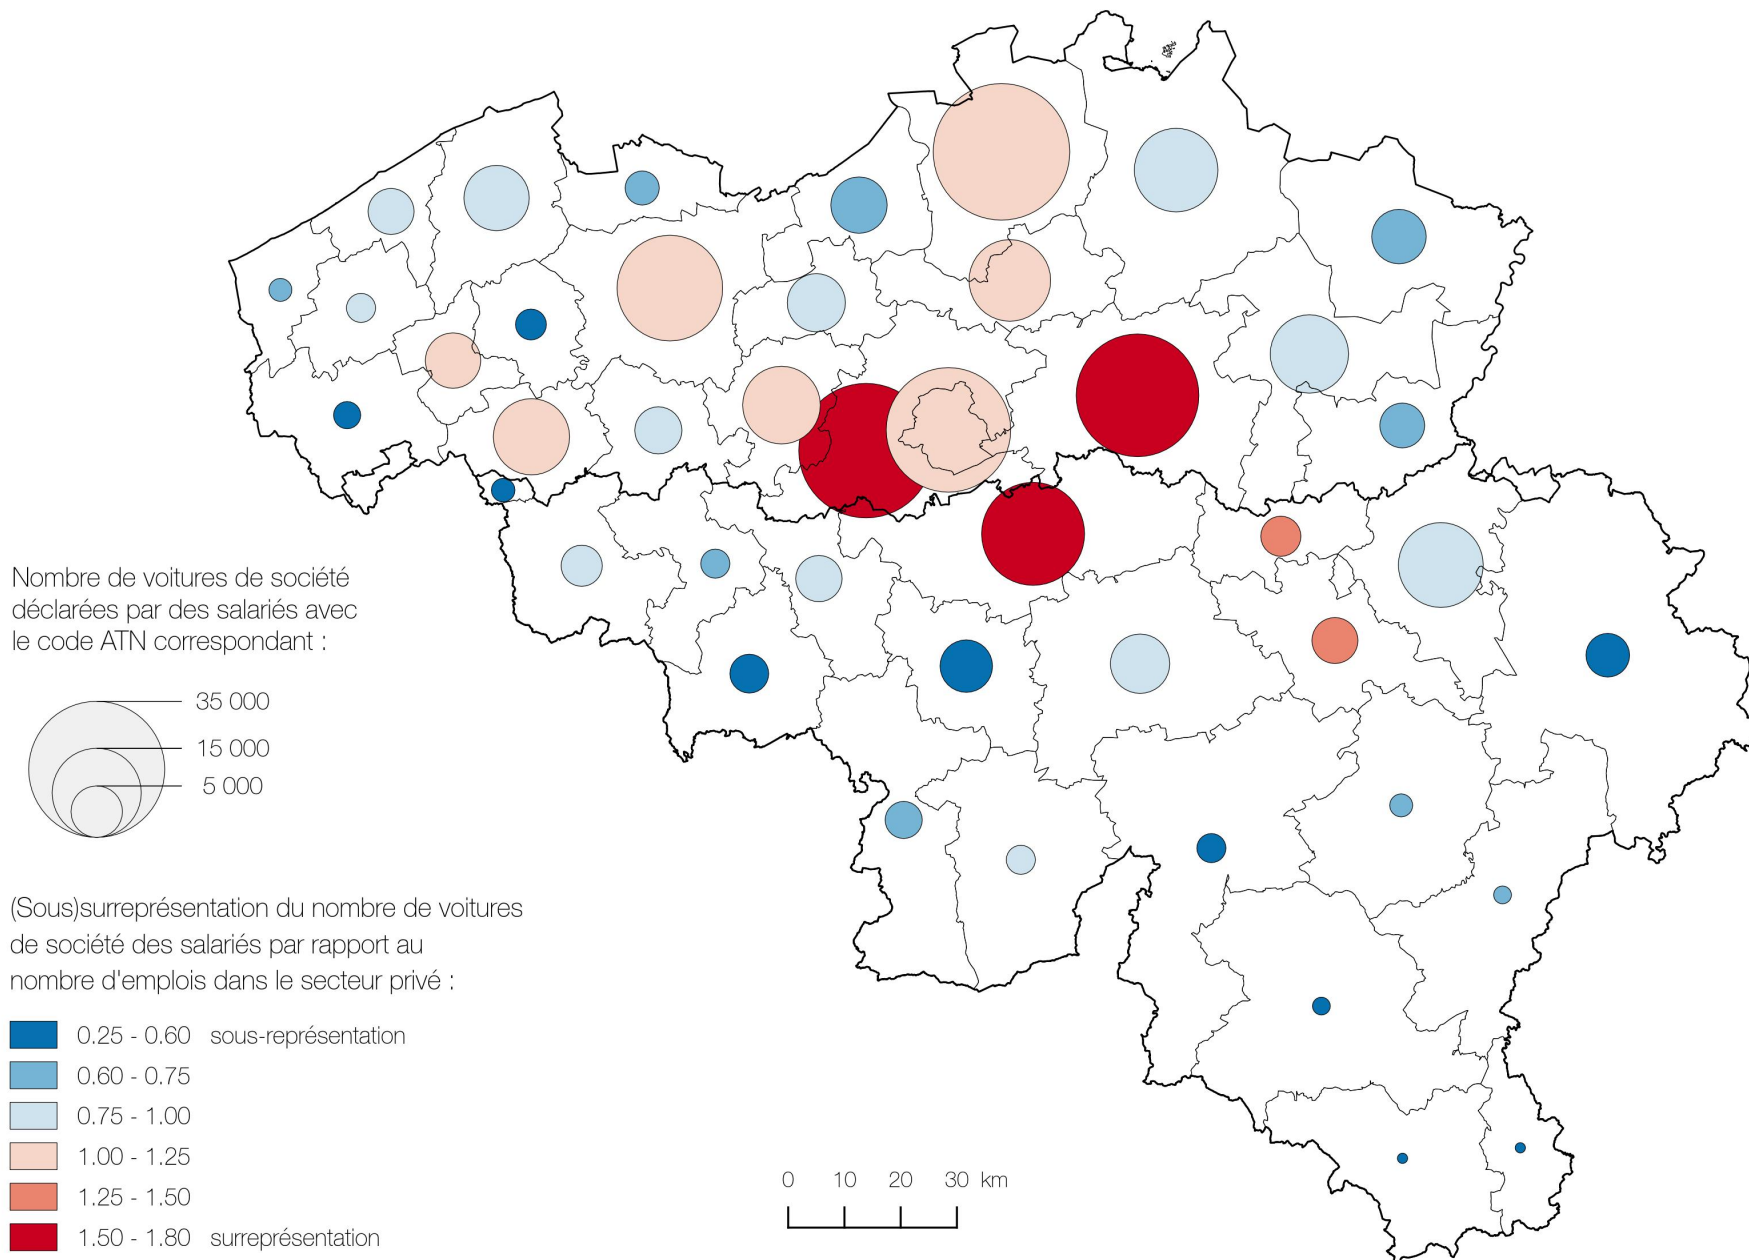 Nombre de voitures de société
déclarées par des salariés avec
le code ATN correspondant :
35 000
15 000
5 000
(Sous)surreprésentation du nombre de voitures
de société des salariés par rapport au
nombre d'emplois dans le secteur privé :
0.25 - 0.60 sous-représentation
0.60 - 0.75
0.75 - 1.00
1.00 - 1.25
1.25 - 1.50
1.50 - 1.80 surreprésentation
0 10 20 30 km